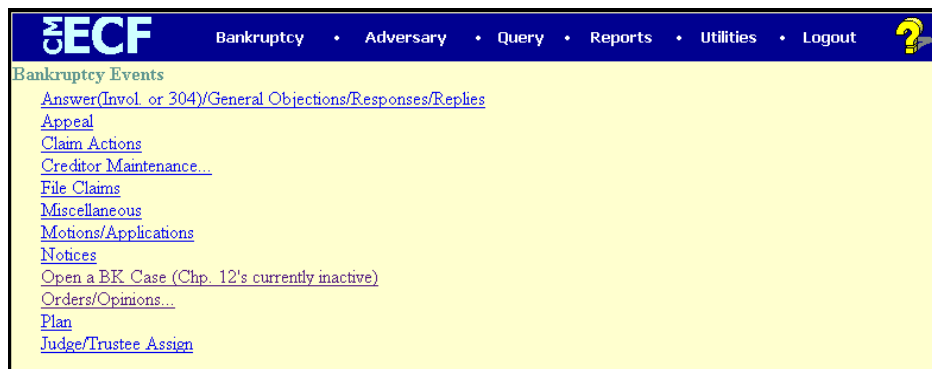 CM ECF Bankruptcy • Adversary • Query • Reports • Utilities • Logout ?
Bankruptcy Events
Answer(Invol. or 304)/General Objections/Responses/Replies
Appeal
Claim Actions
Creditor Maintenance...
File Claims
Miscellaneous
Motions/Applications
Notices
Open a BK Case (Chp. 12's currently inactive)
Orders/Opinions...
Plan
Judge/Trustee Assign